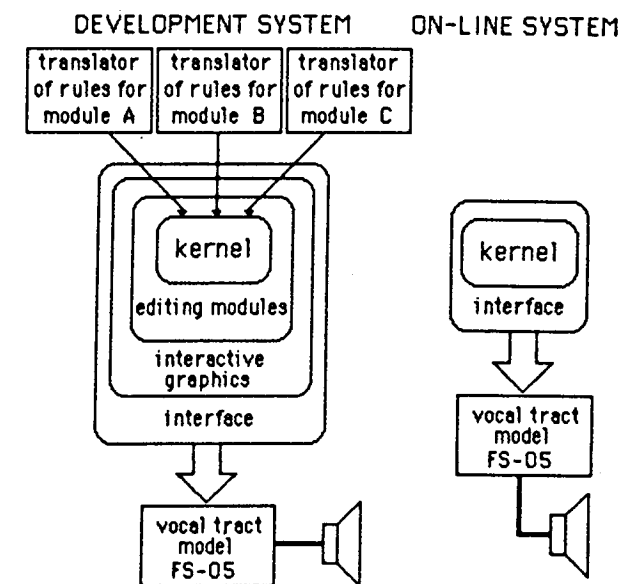 DEVELOPMENT SYSTEM
translator
of rules for
module A
translator
of rules for
module B
translator
of rules for
module C
kernel
editing modules
interactive
graphics
interface
vocal tract
model
FS-05
ON-LINE SYSTEM
kernel
interface
vocal tract
model
FS-05